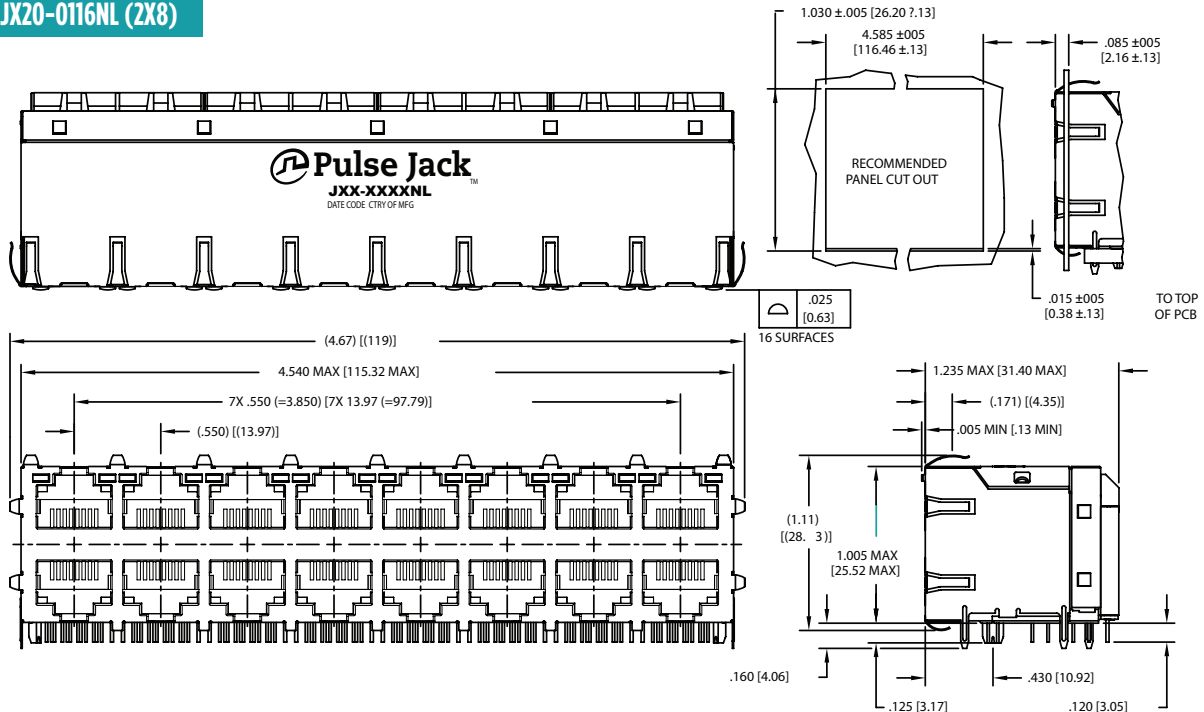 JX20-0116NL (2X8)
1.030 ±.005 [26.20 ?.13]
4.585 ±005
[116.46 ±.13]
.085 ±005
[2.16 ±.13]
RECOMMENDED
PANEL CUT OUT
Pulse Jack
TM
JXX-XXXXNL
DATE CODE CTRY OF MFG
.015 ±005
[0.38 ±.13]
TO TOP
OF PCB
.025
[0.63]
16 SURFACES
(4.67) [(119)]
4.540 MAX [115.32 MAX]
7X .550 (=3.850) [7X 13.97 (=97.79)]
(.550) [(13.97)]
1.235 MAX [31.40 MAX]
(.171) [(4.35)]
.005 MIN [.13 MIN]
(1.11)
[(28. 3)]
1.005 MAX
[25.52 MAX]
.160 [4.06]
.430 [10.92]
.125 [3.17]
.120 [3.05]